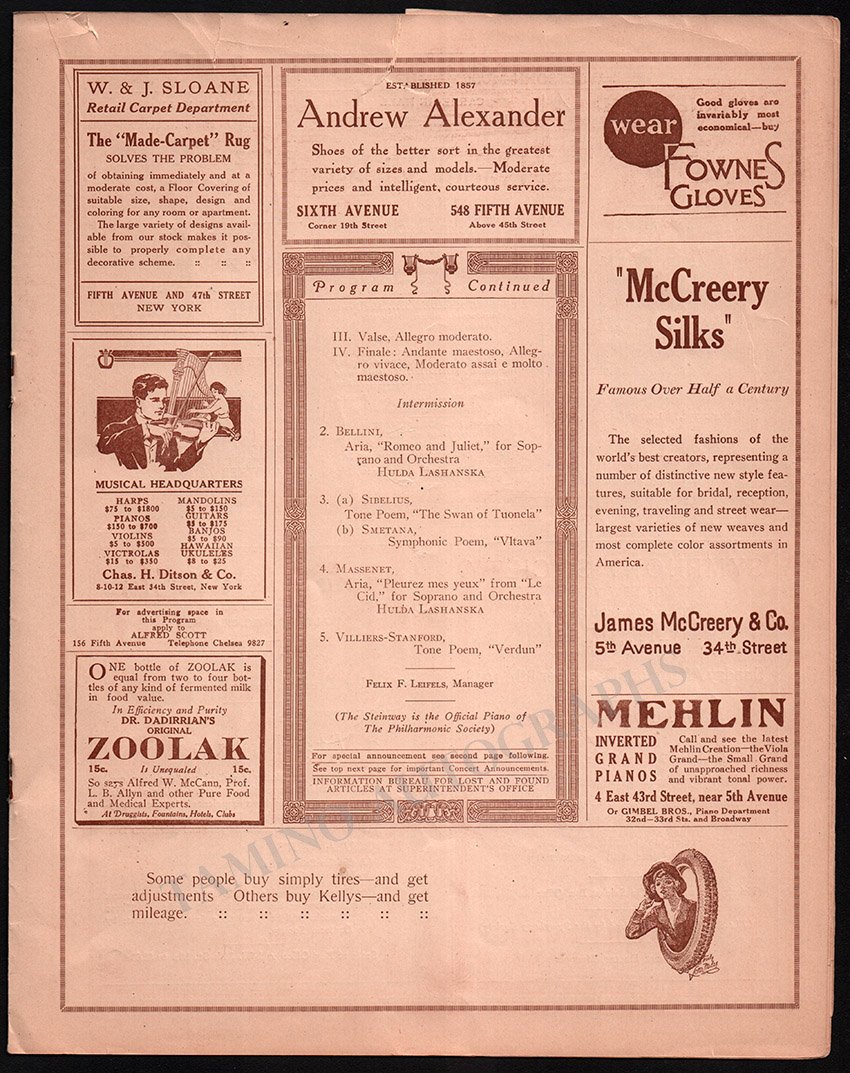 W. & J. SLOANE
Retail Carpet Department
The "Made-Carpet" Rug
SOLVES THE PROBLEM
of obtaining immediately and at a
moderate cost, a Floor Covering of
suitable size, shape, design and
coloring for any room or apartment.
The large variety of designs avail-
able from our stock makes it pos-
sible to properly complete any
decorative scheme. :: :: ::
FIFTH AVENUE AND 47th STREET
NEW YORK
MUSICAL HEADQUARTERS
HARPS
$75 to $1800
PIANOS
$150 to $700
VIOLINS
$5 to $500
VICTROLAS
$15 to $350
MANDOLINS
$5 to $150
GUITARS
$5 to $175
BANJOS
$5 to $90
HAWAIIAN
UKULELES
$8 to $25
Chas. H. Ditson & Co.
8-10-12 East 34th Street, New York
For advertising space in
this Program
apply to
ALFRED SCOTT
156 Fifth Avenue Telephone Chelsea 9827
ONE bottle of ZOOLAK is
equal from two to four bot-
tles of any kind of fermented milk
in food value.
In Efficiency and Purity
DR. DADIRRIAN'S
ORIGINAL
ZOOLAK
15c. Is Unequaled 15c.
So says Alfred W. McCann, Prof.
L. B. Allyn and other Pure Food
and Medical Experts.
At Druggists, Fountains, Hotels, Clubs
ESTABLISHED 1857
Andrew Alexander
Shoes of the better sort in the greatest
variety of sizes and models.—Moderate
prices and intelligent, courteous service.
SIXTH AVENUE 548 FIFTH AVENUE
Corner 19th Street Above 45th Street
Program Continued
III. Valse, Allegro moderato.
IV. Finale: Andante maestoso, Alleg-
ro vivace, Moderato assai e molto
maestoso.
Intermission
2. BELLINI,
Aria, "Romeo and Juliet," for Sop-
rano and Orchestra
HULDA LASHANSKA
3. (a) SIBELIUS,
Tone Poem, "The Swan of Tuonela"
(b) SMETANA,
Symphonic Poem, "Vltava"
4. MASSENET,
Aria, "Pleurez mes yeux" from "Le
Cid," for Soprano and Orchestra
HULDA LASHANSKA
5. VILLIERS-STANFORD,
Tone Poem, "Verdun"
FELIX F. LEIFELS, Manager
(The Steinway is the Official Piano of
The Philharmonic Society)
For special announcement see second page following.
See top next page for important Concert Announcements.
INFORMATION BUREAU FOR LOST AND FOUND
ARTICLES AT SUPERINTENDENT'S OFFICE
wear
Good gloves are
invariably most
economical—buy
FOWNES
GLOVES
"McCreery
Silks"
Famous Over Half a Century
The selected fashions of the
world's best creators, representing a
number of distinctive new style fea-
tures, suitable for bridal, reception,
evening, traveling and street wear—
largest varieties of new weaves and
most complete color assortments in
America.
James McCreery & Co.
5th Avenue 34th Street
MEHLIN
INVERTED
GRAND
PIANOS
Call and see the latest
Mehlin Creation—the Viola
Grand—the Small Grand
of unapproached richness
and vibrant tonal power.
4 East 43rd Street, near 5th Avenue
Or GIMBEL BROS., Piano Department
32nd—33rd Sts. and Broadway
Some people buy simply tires—and get
adjustments Others buy Kellys—and get
mileage. :: :: :: :: :: ::
TAMINO AUTOGRAPHS